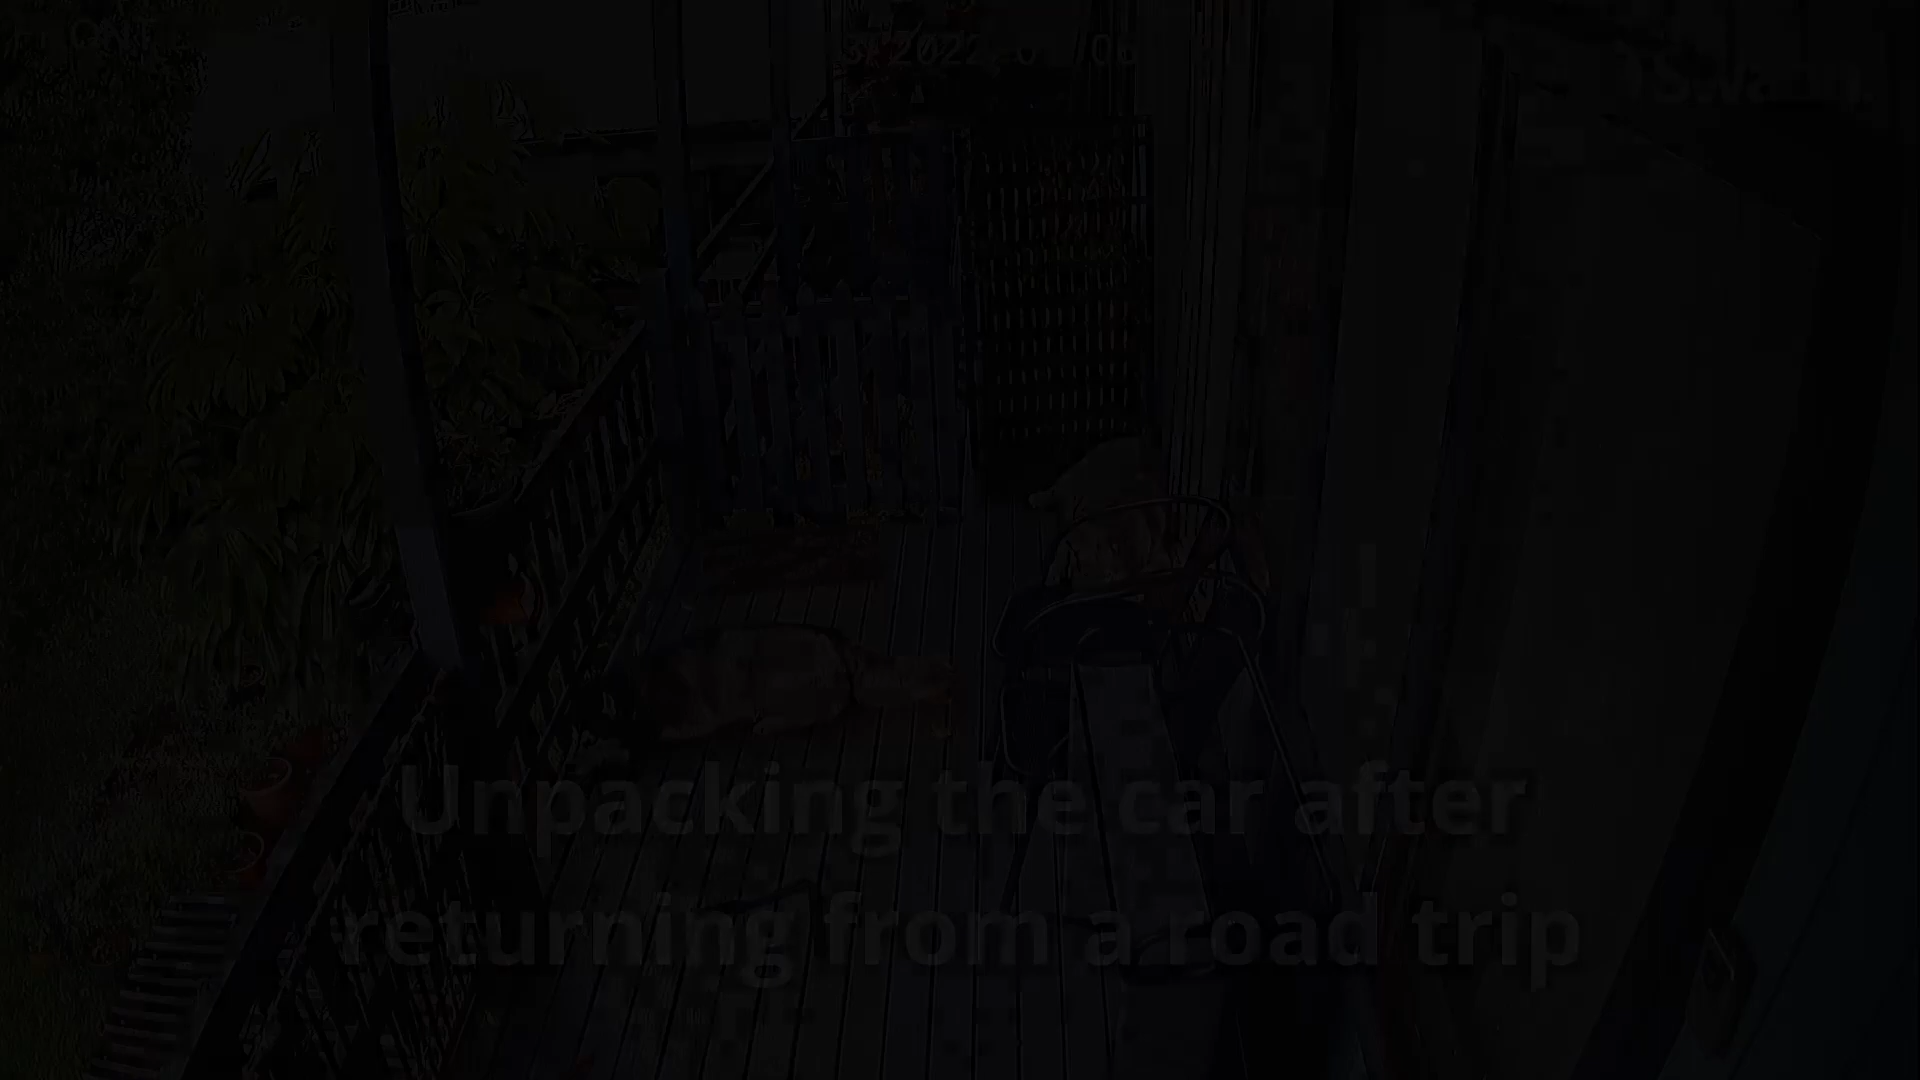 Unpacking the car after
returning from a road trip